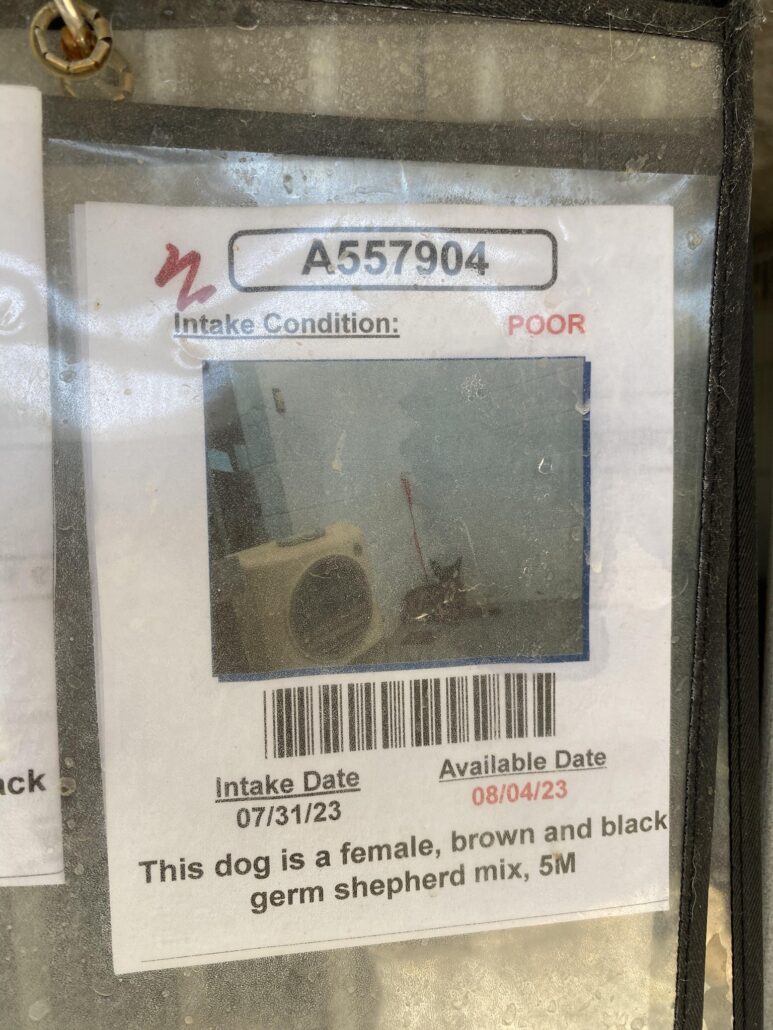 A557904
Intake Condition: POOR
Intake Date Available Date
07/31/23 08/04/23
This dog is a female, brown and black
germ shepherd mix, 5M
ack